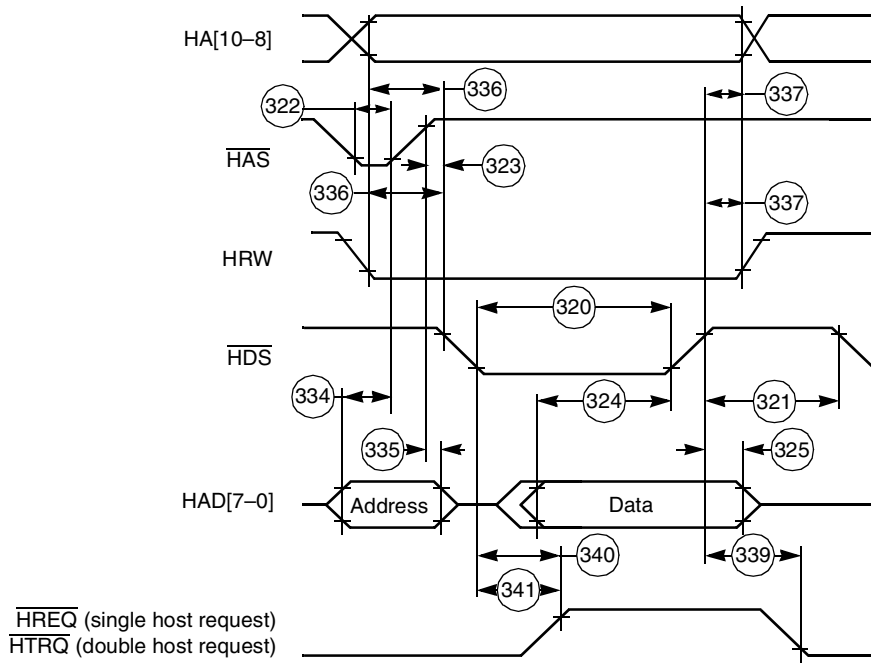 HA[10–8]
336
337
322
HAS
323
336
337
HRW
320
HDS
334
324
321
335
325
HAD[7–0]
Address
Data
340
339
341
HREQ (single host request)
HTRQ (double host request)